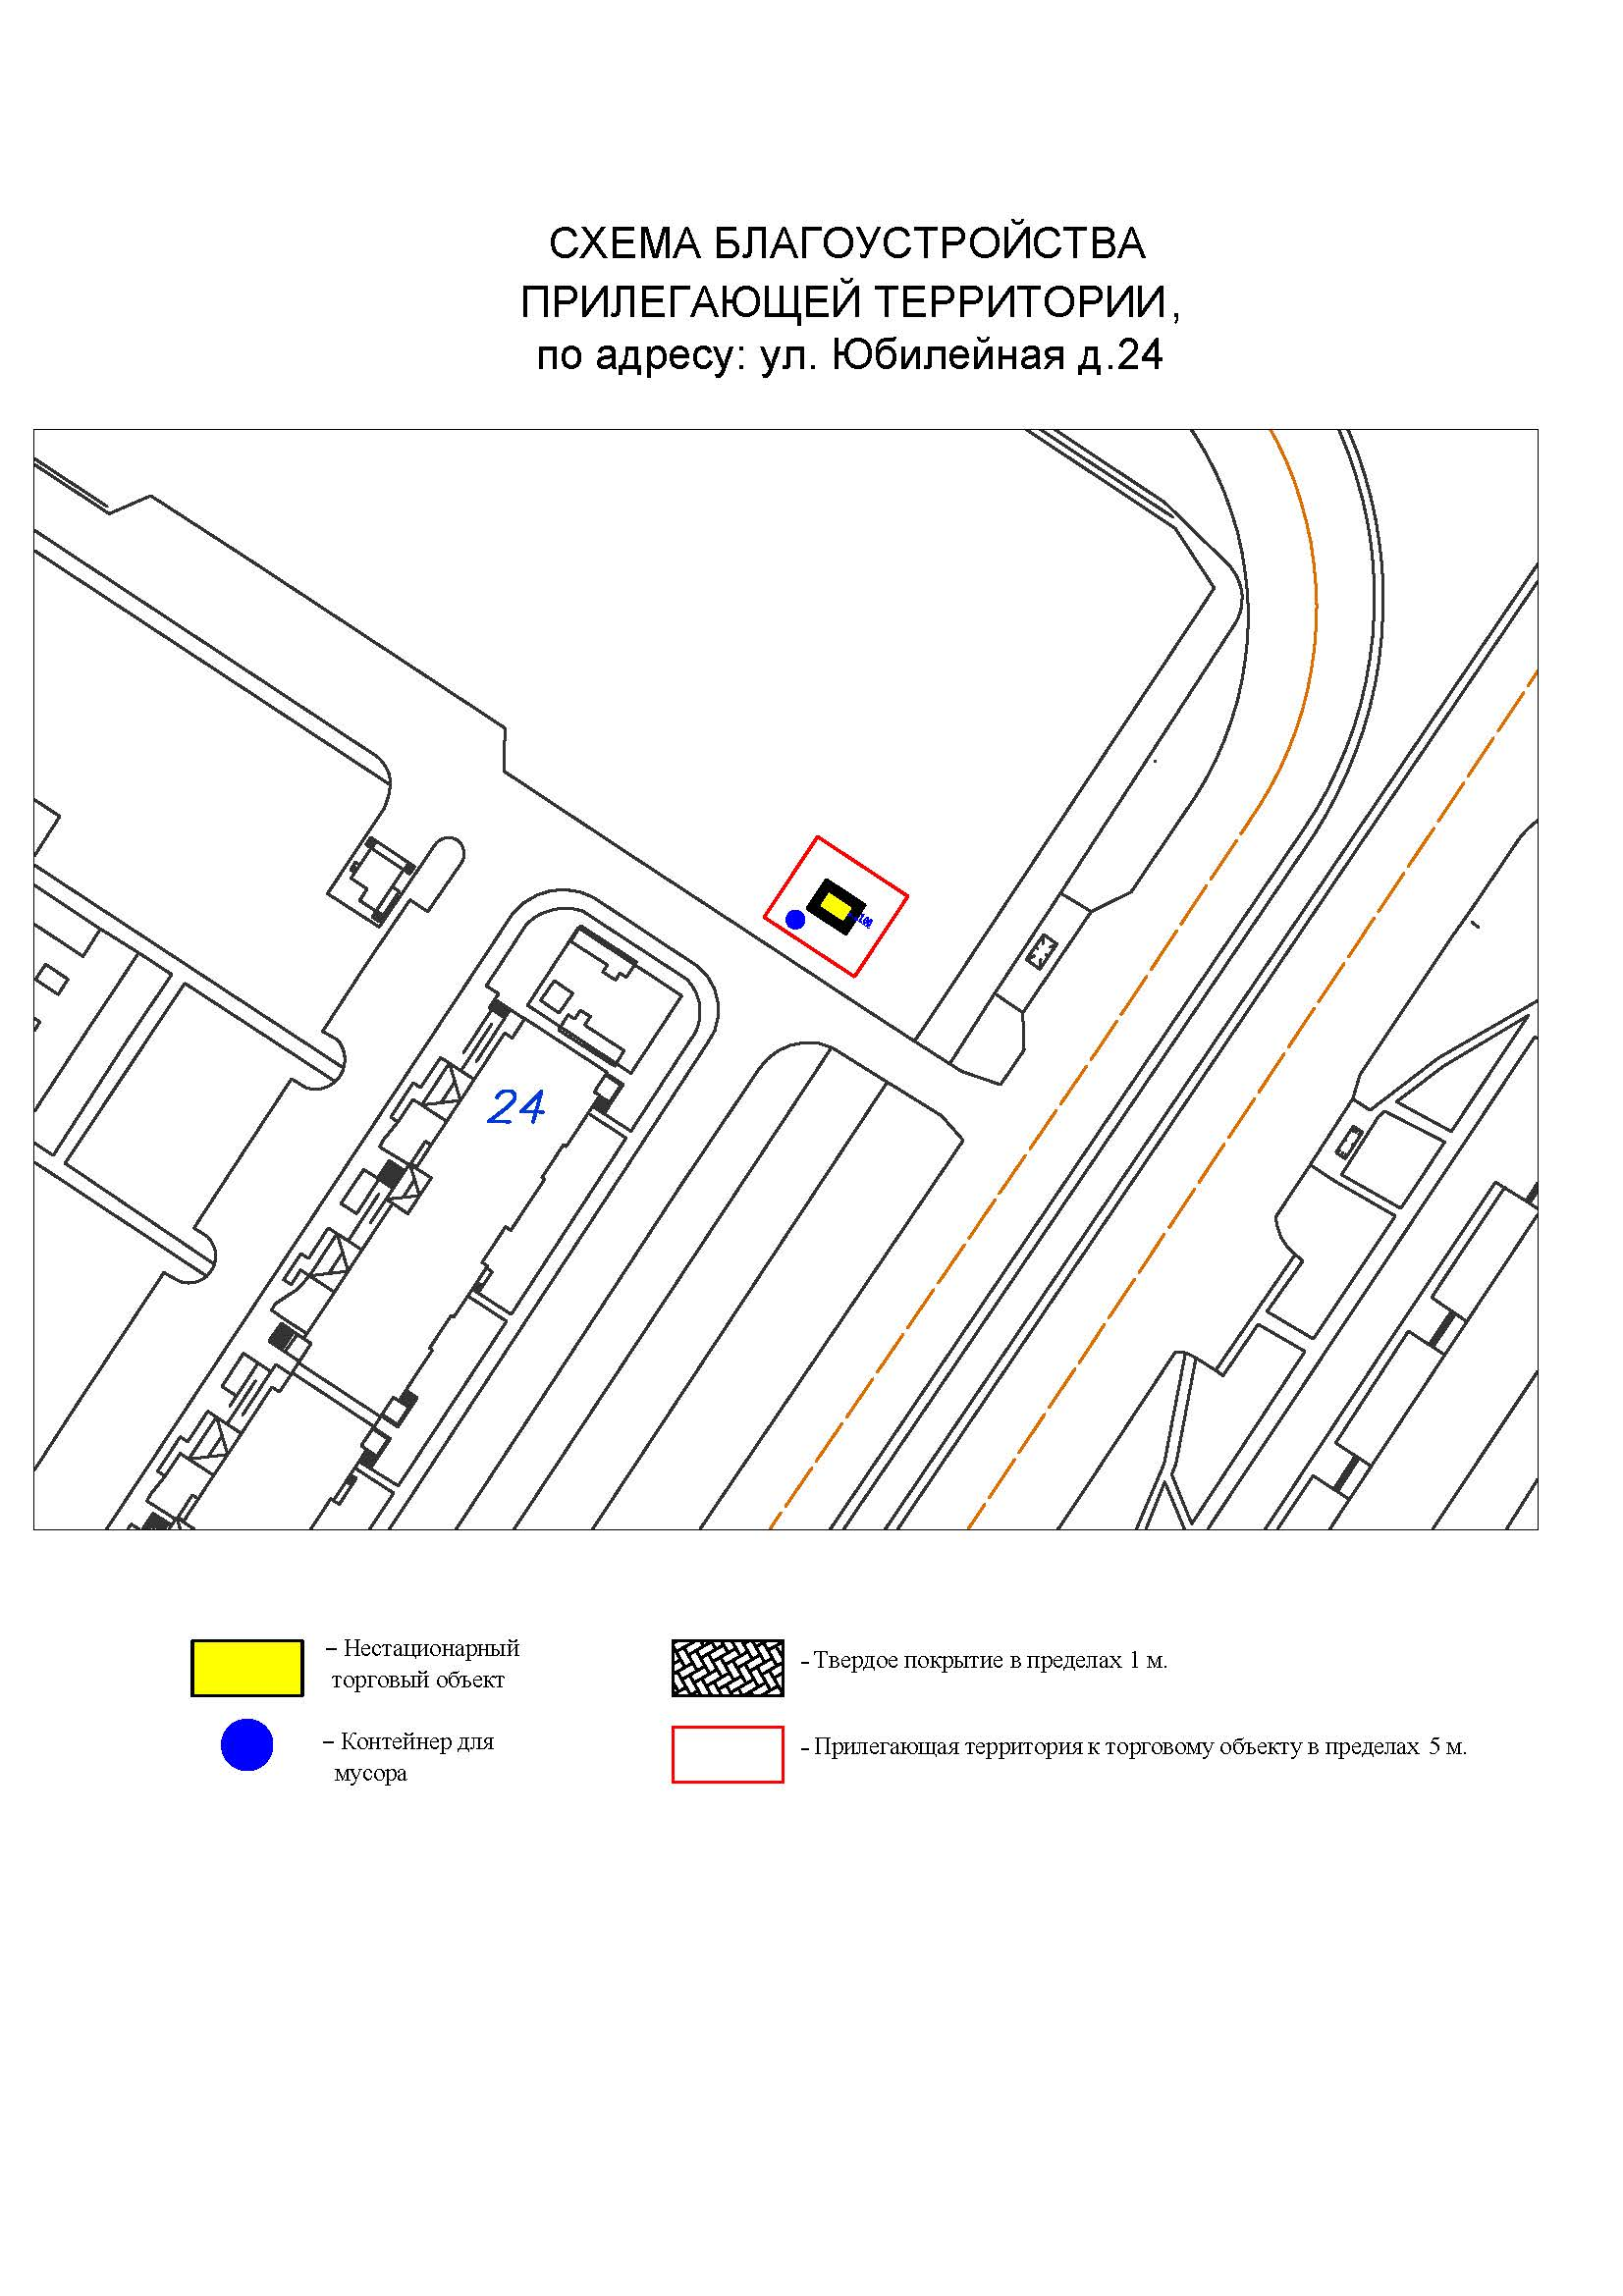 СХЕМА БЛАГОУСТРОЙСТВА
ПРИЛЕГАЮЩЕЙ ТЕРРИТОРИИ,
по адресу: ул. Юбилейная д.24
24
– Нестационарный
торговый объект
– Контейнер для
мусора
– Твердое покрытие в пределах 1 м.
– Прилегающая территория к торговому объекту в пределах 5 м.